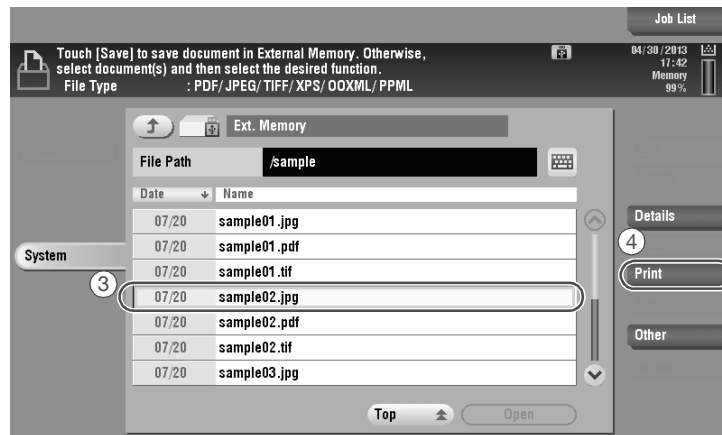 Job List
Touch [Save] to save document in External Memory. Otherwise,
select document(s) and then select the desired function.
File Type : PDF/JPEG/TIFF/XPS/OOXML/PPML
04/30/2013
17:42
Memory
99%
Ext. Memory
File Path /sample
Date Name
07/20 sample01.jpg
07/20 sample01.pdf
07/20 sample01.tif
07/20 sample02.jpg
07/20 sample02.pdf
07/20 sample02.tif
07/20 sample03.jpg
System
3
Details
4
Print
Other
Top
Open